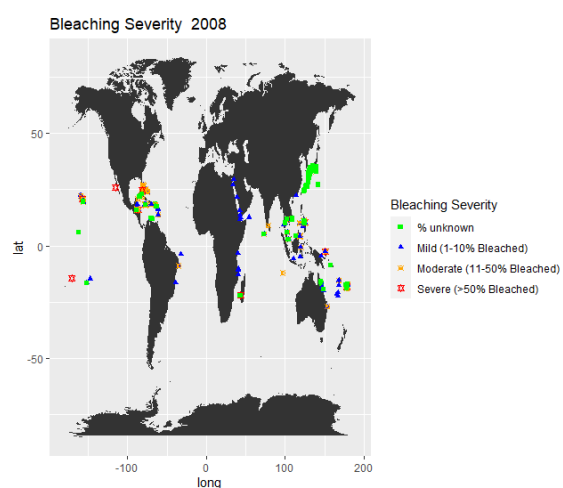 Bleaching Severity  2008
50
0
-50
lat
-100
0
100
200
long
Bleaching Severity
% unknown
Mild (1-10% Bleached)
Moderate (11-50% Bleached)
Severe (>50% Bleached)